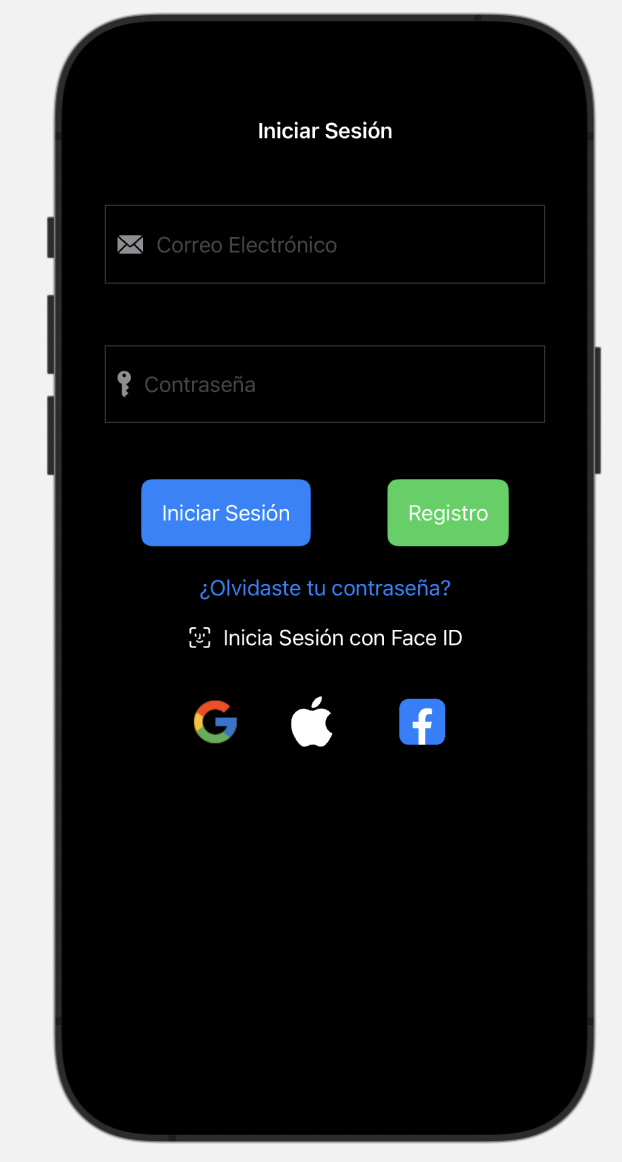 Iniciar Sesión
Correo Electrónico
Contraseña
Iniciar Sesión Registro
¿Olvidaste tu contraseña?
Inicia Sesión con Face ID